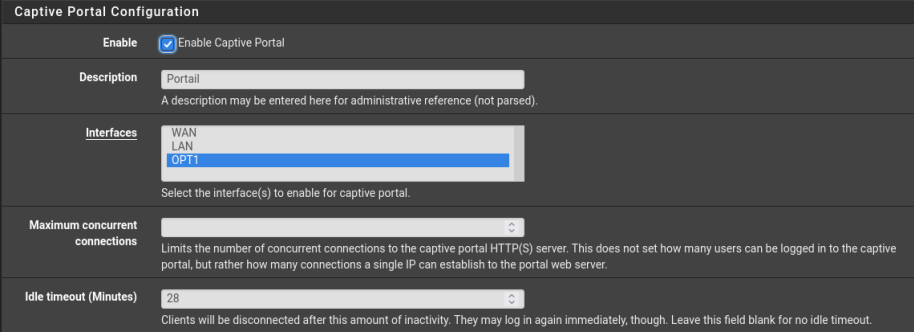 Captive Portal Configuration
Enable
Enable Captive Portal
Description
Portail
A description may be entered here for administrative reference (not parsed).
Interfaces
WAN
LAN
OPT1
Select the interface(s) to enable for captive portal.
Maximum concurrent
connections
Limits the number of concurrent connections to the captive portal HTTP(S) server. This does not set how many users can be logged in to the captive
portal, but rather how many connections a single IP can establish to the portal web server.
Idle timeout (Minutes)
28
Clients will be disconnected after this amount of inactivity. They may log in again immediately, though. Leave this field blank for no idle timeout.